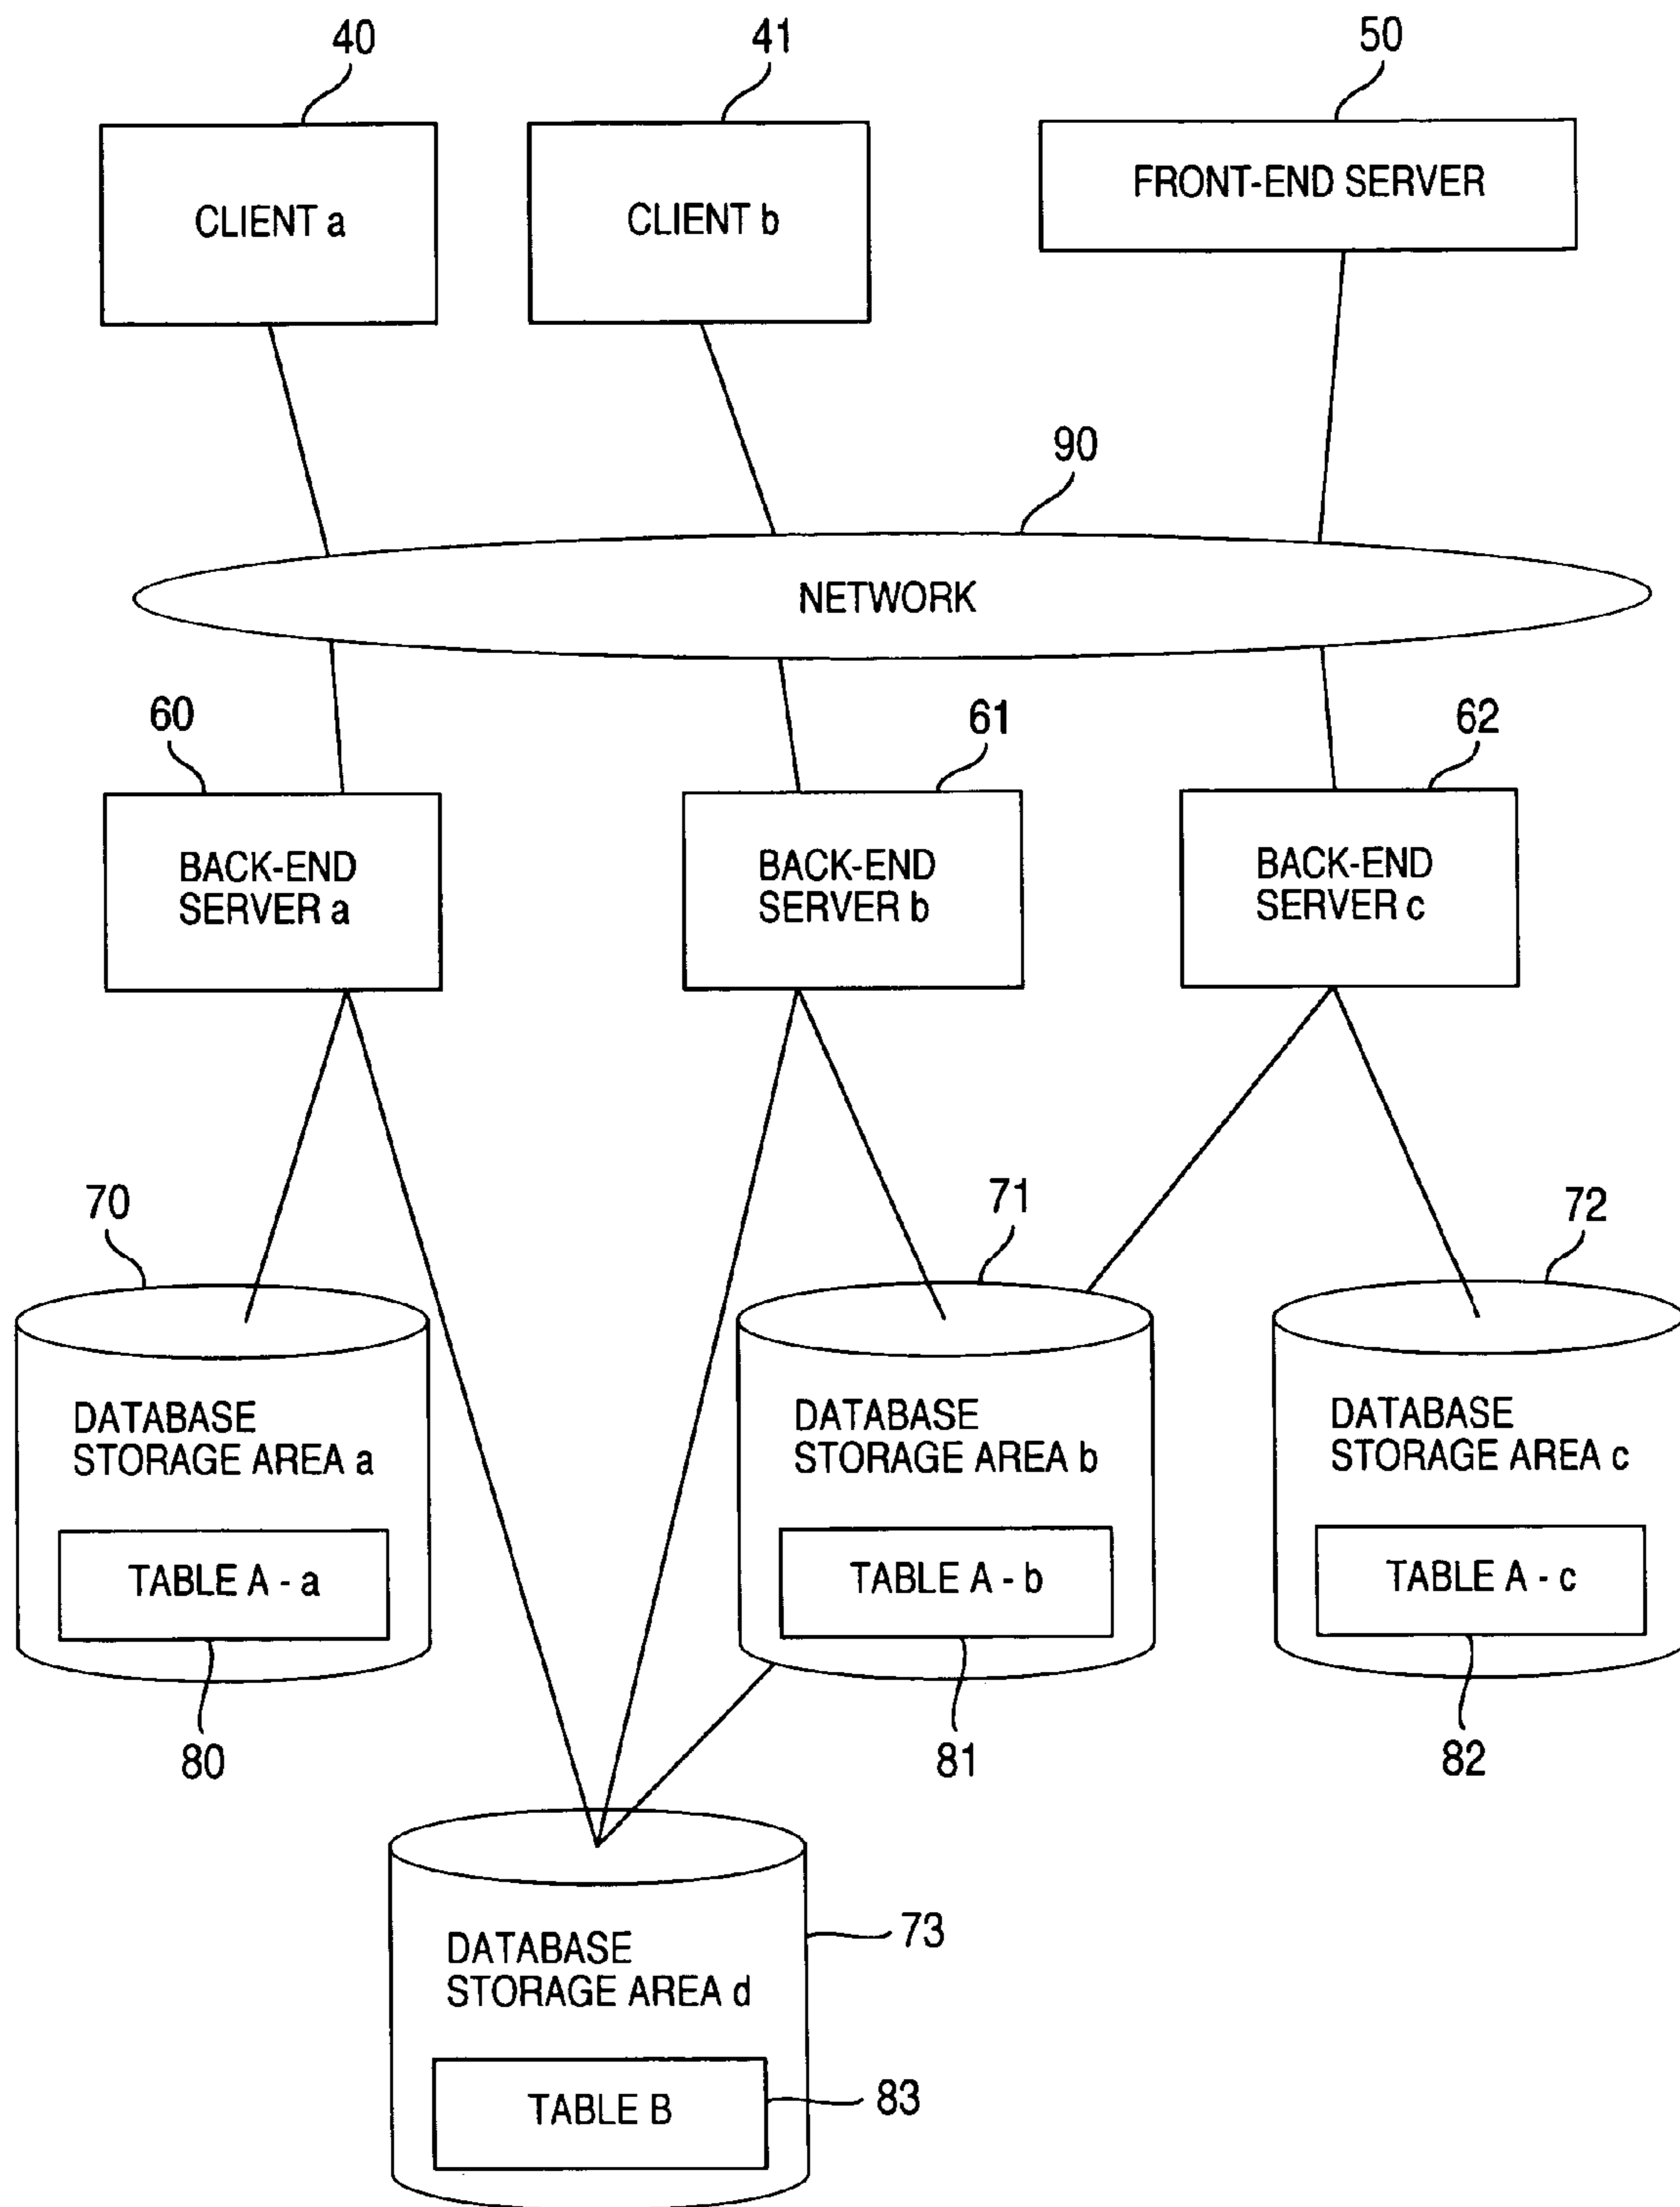 40
41
50
CLIENT a
CLIENT b
FRONT-END SERVER
90
NETWORK
60
61
62
BACK-END
SERVER a
BACK-END
SERVER b
BACK-END
SERVER c
70
71
72
DATABASE
STORAGE AREA a
DATABASE
STORAGE AREA b
DATABASE
STORAGE AREA c
TABLE A - a
TABLE A - b
TABLE A - c
80
81
82
DATABASE
STORAGE AREA d
73
TABLE B
83